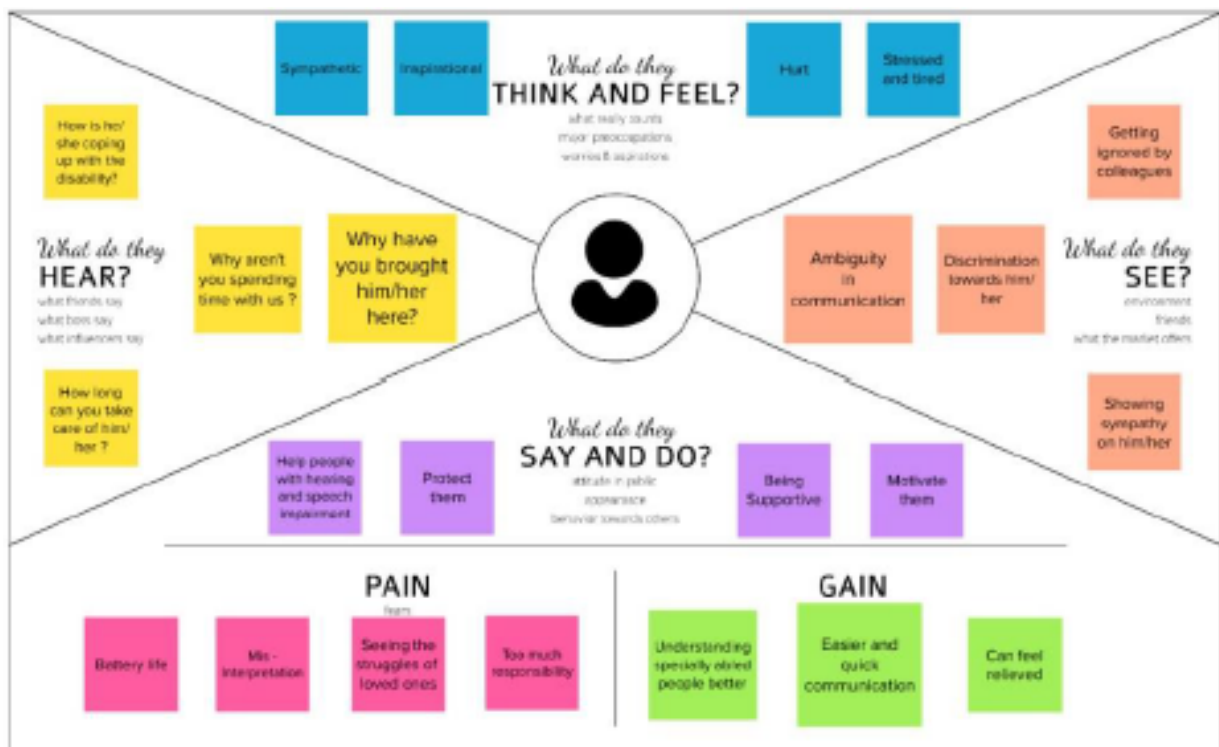 Sympathetic
Inspirational
What do they
THINK AND FEEL?
what really counts
major preoccupations
worries & aspirations
Hurt
Stressed
and tired
How is he/
she coping
up with the
disability?
What do they
HEAR?
what friends say
what boss say
what influencers say
Why aren't
you spending
time with us ?
Why have
you brought
him/her
here?
How long
can you take
care of him/
her ?
Getting
ignored by
colleagues
Ambiguity
in
communication
Discrimination
towards him/
her
What do they
SEE?
environment
friends
what the market offers
Showing
sympathy
on him/her
What do they
SAY AND DO?
attitude in public
appearance
behavior towards others
Help people
with hearing
and speech
impairment
Protect
them
Being
Supportive
Motivate
them
PAIN
fears
Battery life
Mis -
Interpretation
Seeing the
struggles of
loved ones
Too much
responsibility
GAIN
Understanding
specially abled
people better
Easier and
quick
communication
Can feel
relieved